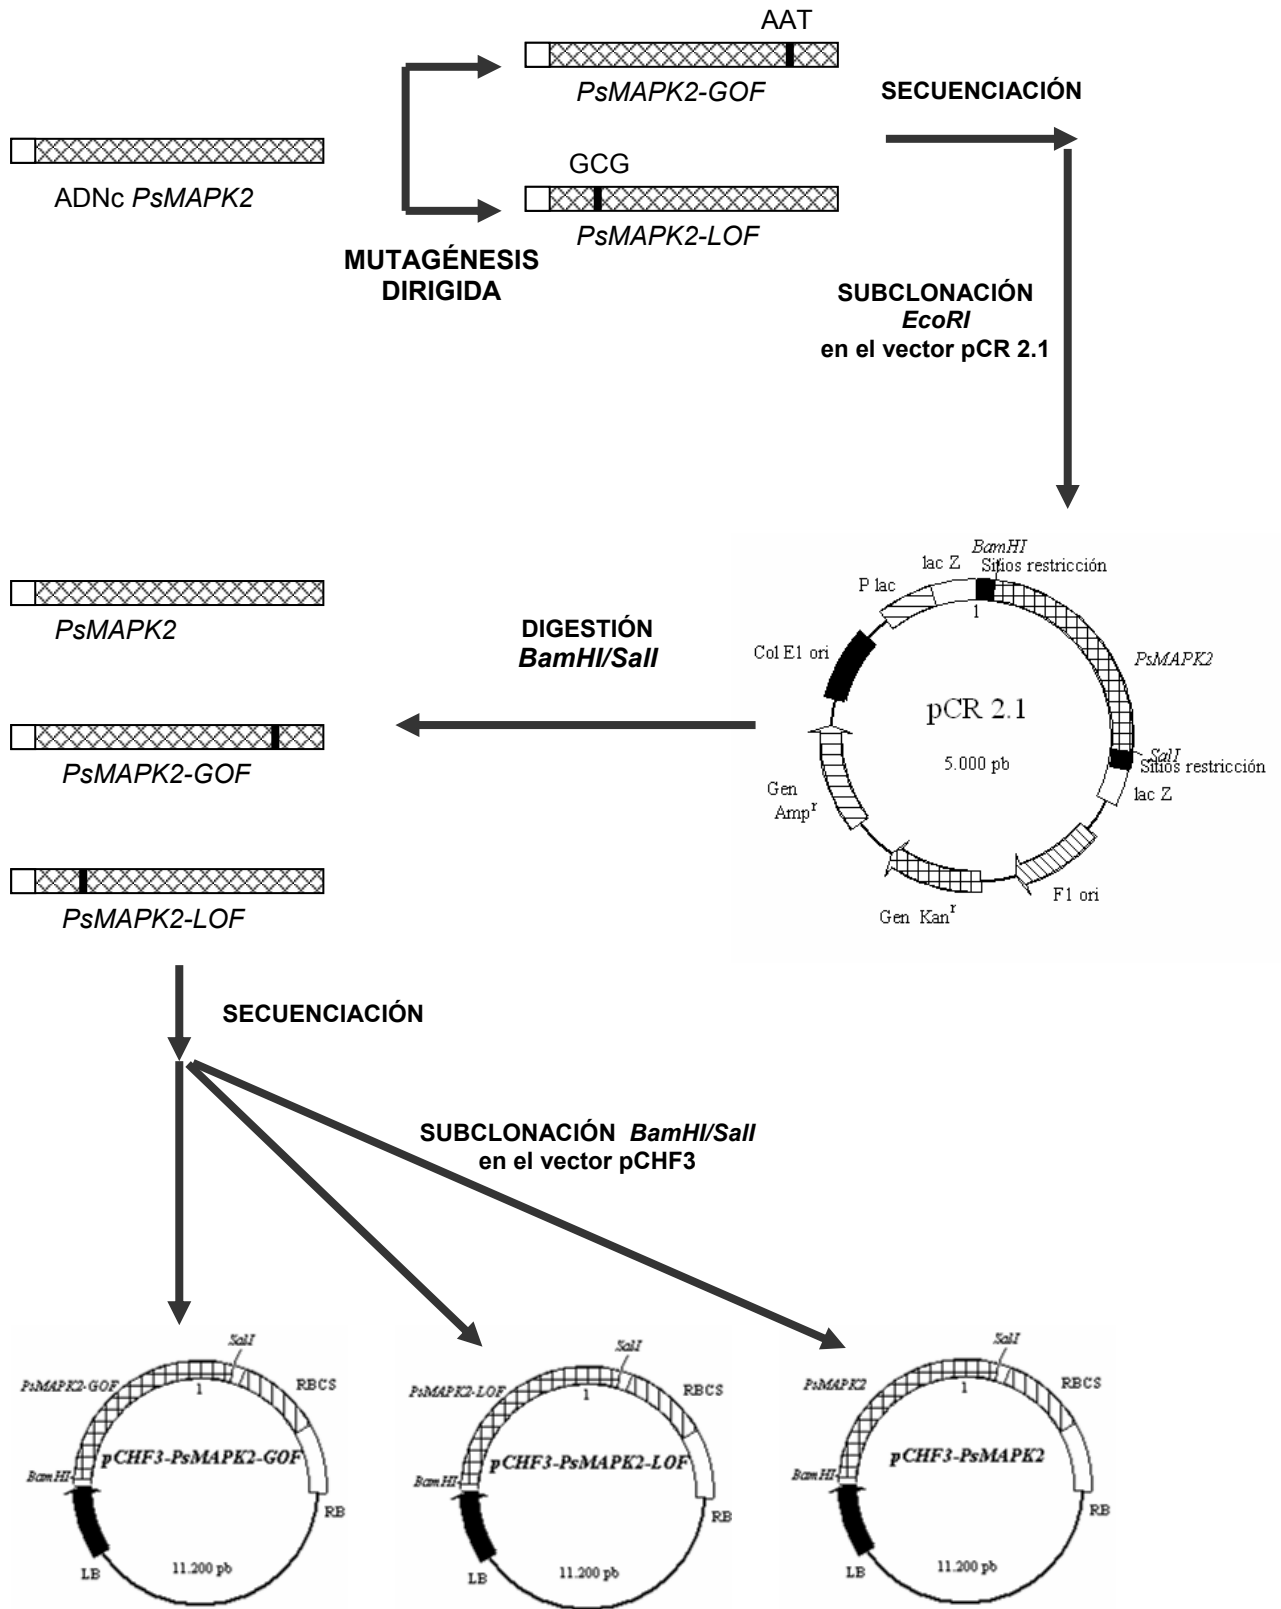 AAT
PsMAPK2-GOF
SECUENCIACIÓN
ADNc PsMAPK2
GCG
PsMAPK2-LOF
MUTAGÉNESIS
DIRIGIDA
SUBCLONACIÓN
EcoRI
en el vector pCR 2.1
BamHI
lac Z
Sitios restricción
P lac
1
Col E1 ori
PsMAPK2
pCR 2.1
5.000 pb
SalI
Sitios restricción
lac Z
Gen
Amp^r
Gen Kan^r
F1 ori
PsMAPK2
DIGESTIÓN
BamHI/SalI
PsMAPK2-GOF
PsMAPK2-LOF
SECUENCIACIÓN
SUBCLONACIÓN BamHI/SalI
en el vector pCHF3
SalI
PsMAPK2-GOF
1
RBCS
pCHF3-PsMAPK2-GOF
BamHI
RB
LB
11.200 pb
SalI
PsMAPK2-LOF
1
RBCS
pCHF3-PsMAPK2-LOF
BamHI
RB
LB
11.200 pb
SalI
PsMAPK2
1
RBCS
pCHF3-PsMAPK2
BamHI
RB
LB
11.200 pb